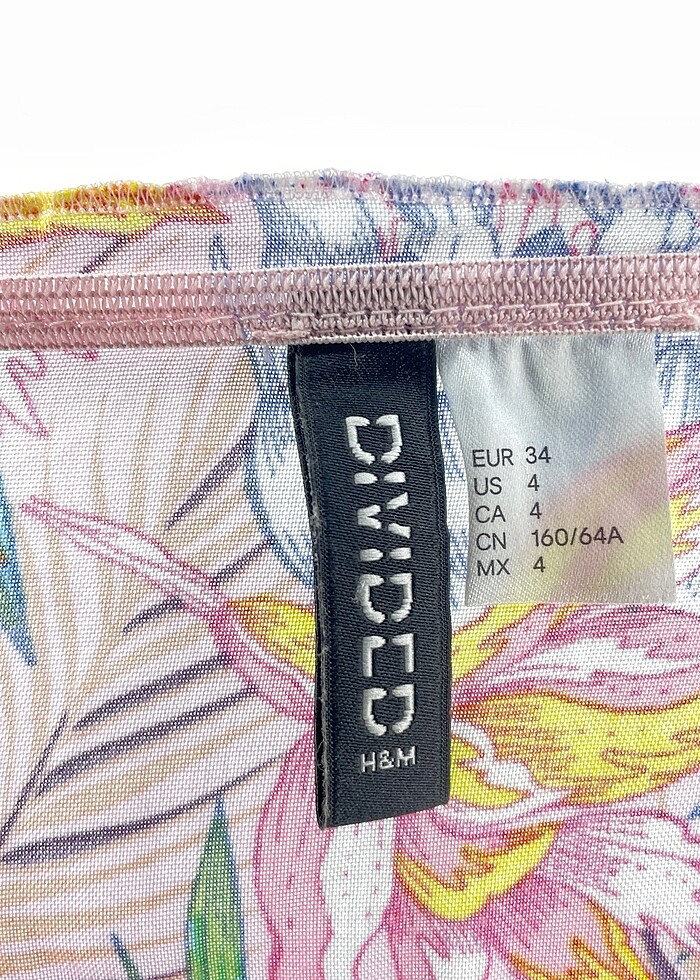 DIVIDED
H&M
EUR 34
US 4
CA 4
CN 160/64A
MX 4